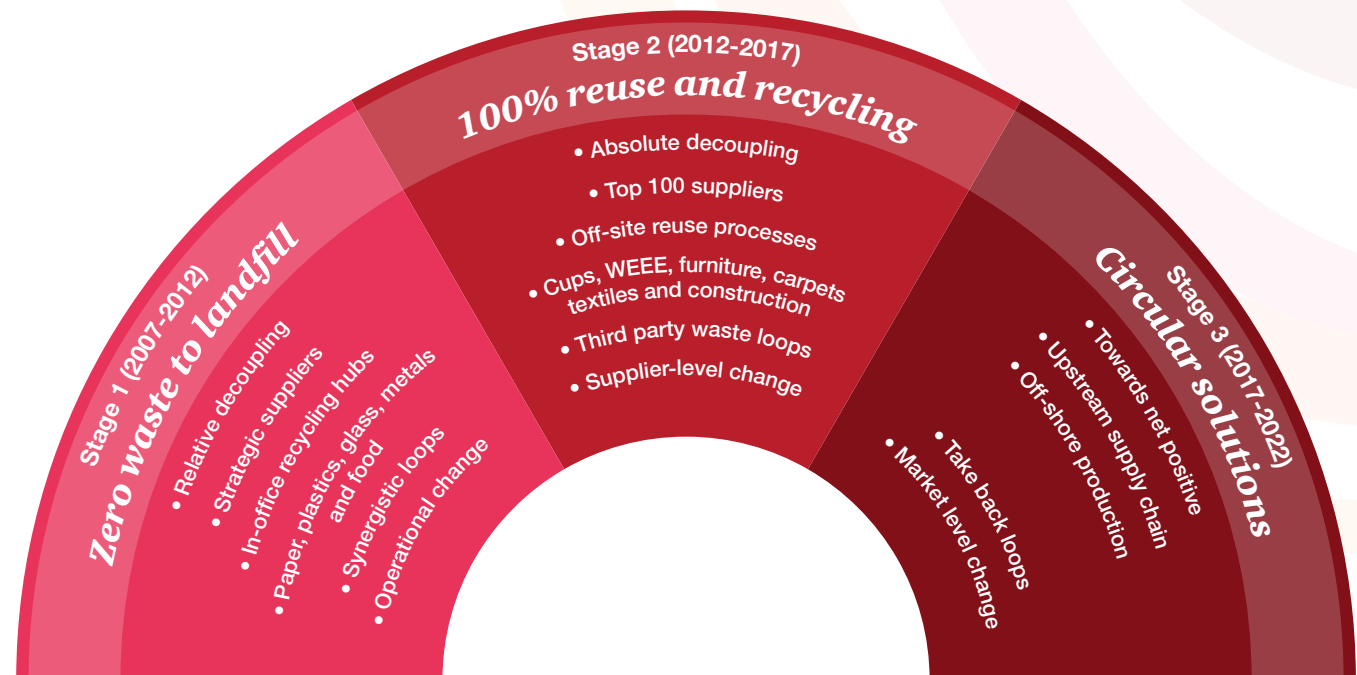 Stage 1 (2007-2012)
Zero waste to landfill
• Relative decoupling
• Strategic suppliers
• In-office recycling hubs
• Paper, plastics, glass, metals
and food
• Synergistic loops
• Operational change
Stage 2 (2012-2017)
100% reuse and recycling
• Absolute decoupling
• Top 100 suppliers
• Off-site reuse processes
• Cups, WEEE, furniture, carpets
textiles and construction
• Third party waste loops
• Supplier-level change
Stage 3 (2017-2022)
Circular solutions
• Towards net positive
• Upstream supply chain
• Off-shore production
• Take back loops
• Market level change